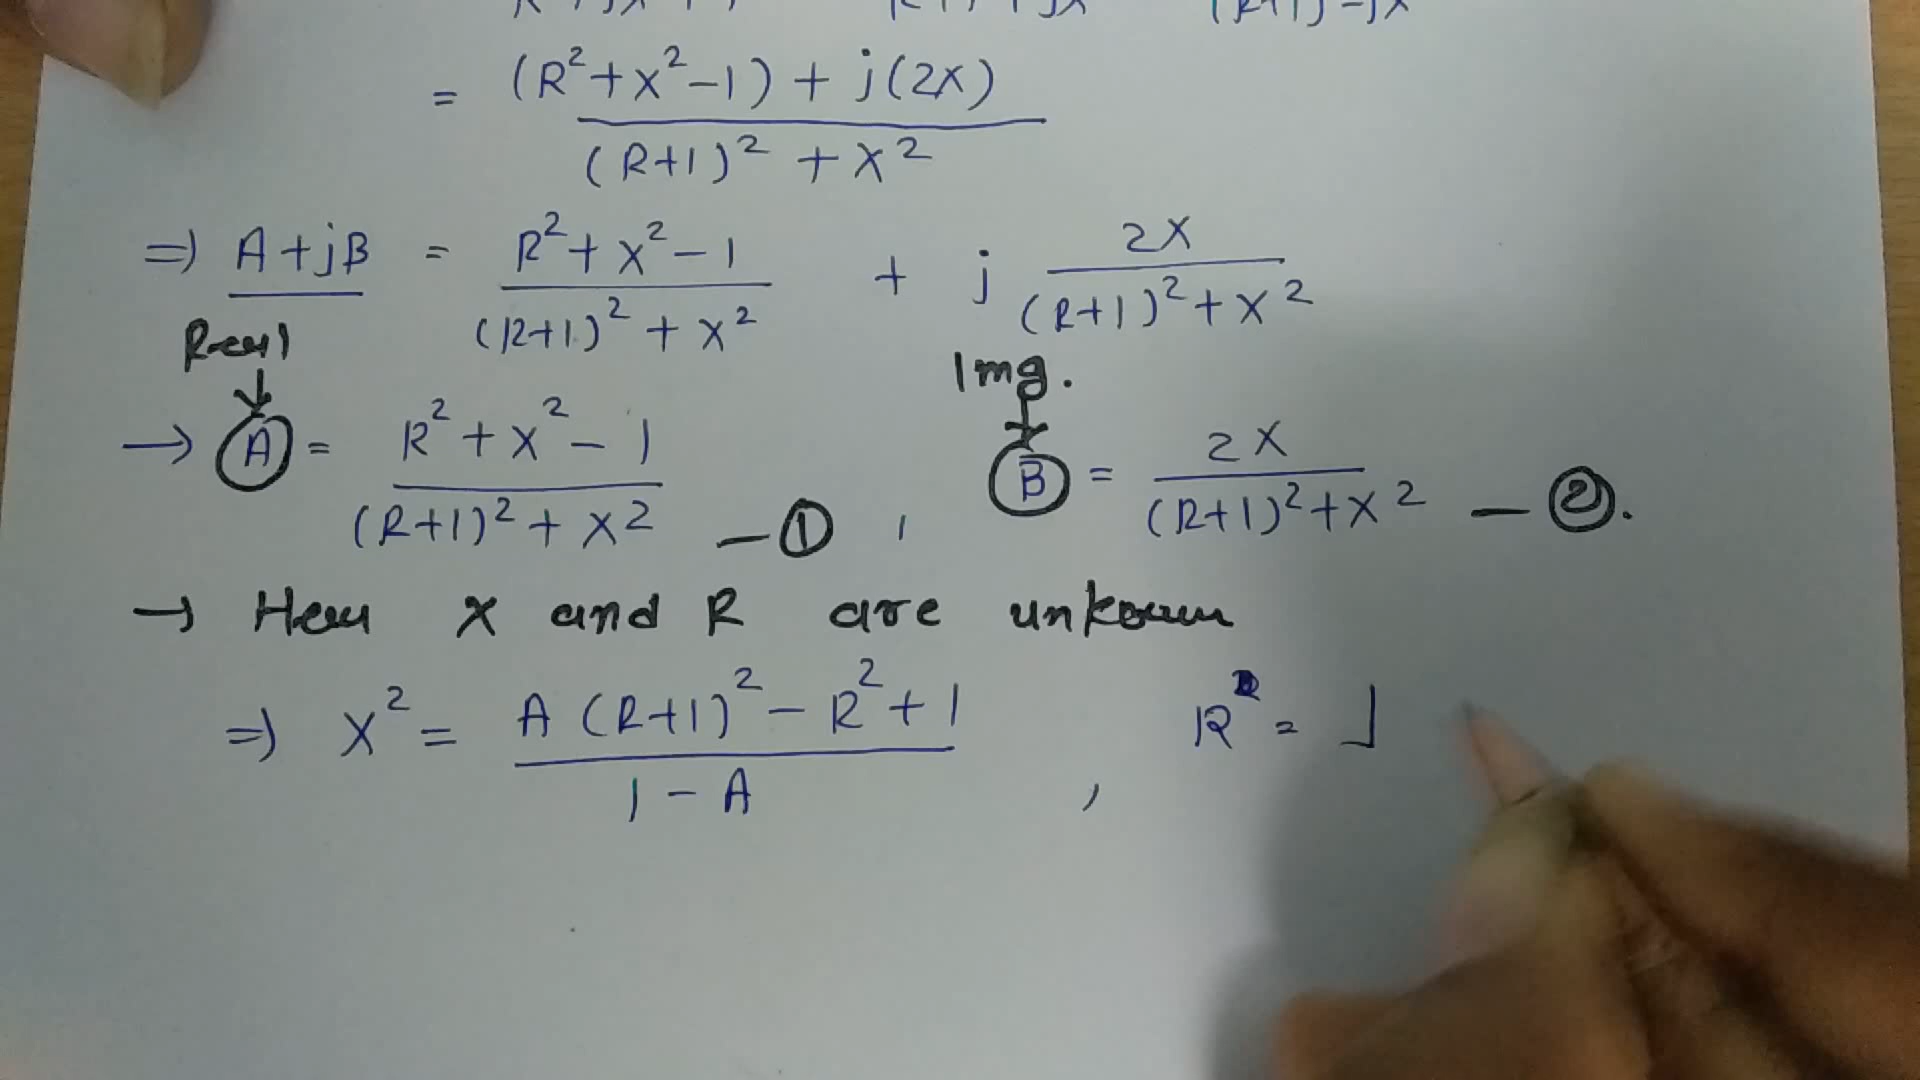 = (R²+X²-1) + j(2X) / (R+1)² + X²
⇒ A+jB = R²+X²-1 / (R+1)² + X² + j 2X / (R+1)²+X²
Real Img.
→ A = R²+X²-1 / (R+1)²+X² — ① , B = 2X / (R+1)²+X² — ②.
→ Here X and R are unkown
⇒ X² = A(R+1)² - R²+1 / 1-A , R² =